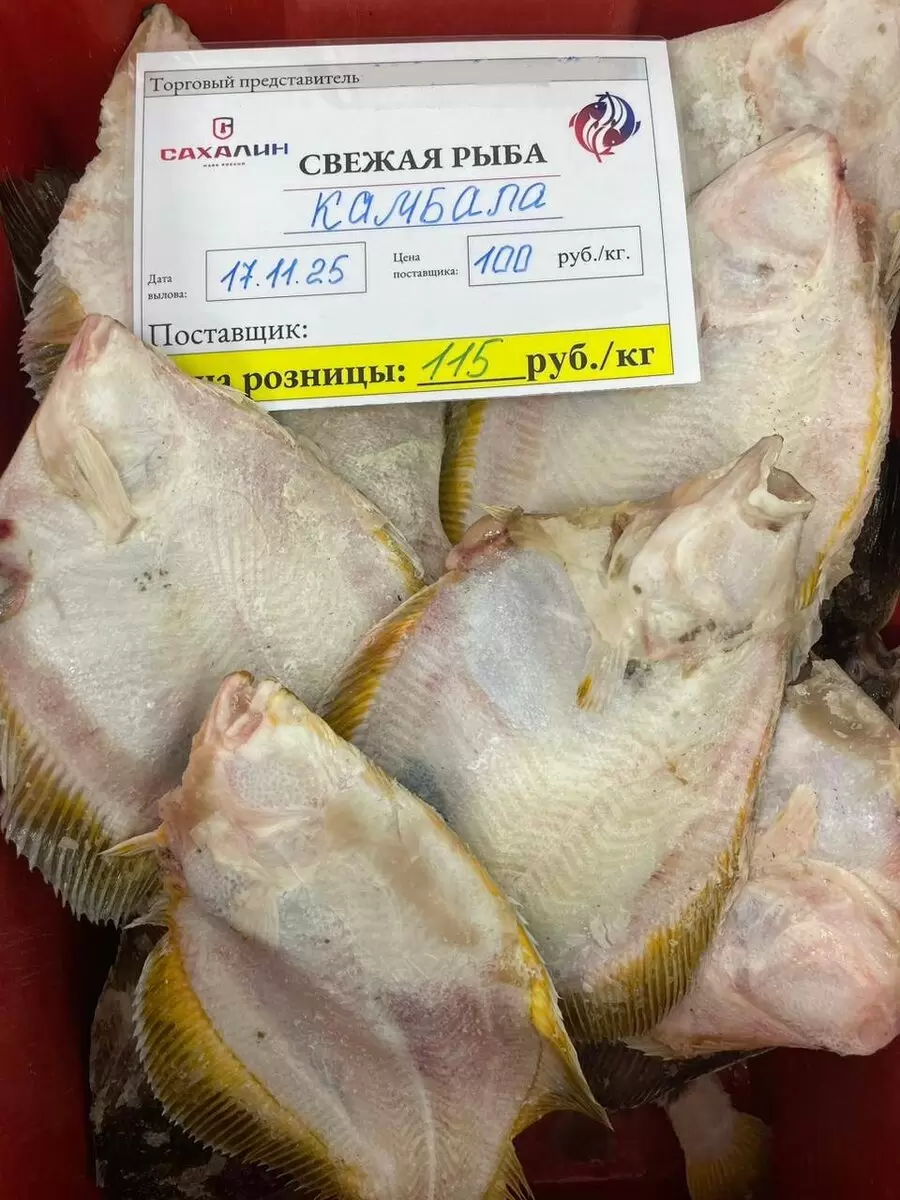 Торговый представитель
САХАЛИН
СВЕЖАЯ РЫБА
КАМБАЛА
Дата вылова:
17.11.25
Цена поставщика:
100 руб./кг.
Поставщик:
розницы: 115 руб./кг